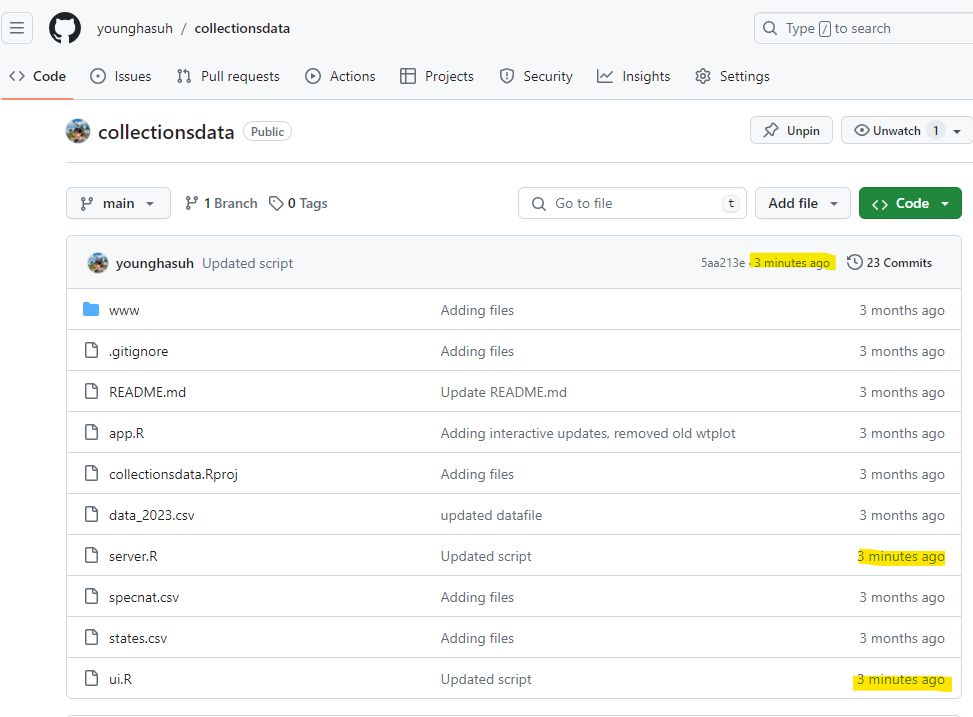 younghasuh / collectionsdata
Type / to search
Code Issues Pull requests Actions Projects Security Insights Settings
collectionsdata Public
Unpin Unwatch 1
main 1 Branch 0 Tags
Go to file t Add file Code
younghasuh Updated script 5aa213e · 3 minutes ago 23 Commits
www Adding files 3 months ago
.gitignore Adding files 3 months ago
README.md Update README.md 3 months ago
app.R Adding interactive updates, removed old wtplot 3 months ago
collectionsdata.Rproj Adding files 3 months ago
data_2023.csv updated datafile 3 months ago
server.R Updated script 3 minutes ago
specnat.csv Adding files 3 months ago
states.csv Adding files 3 months ago
ui.R Updated script 3 minutes ago